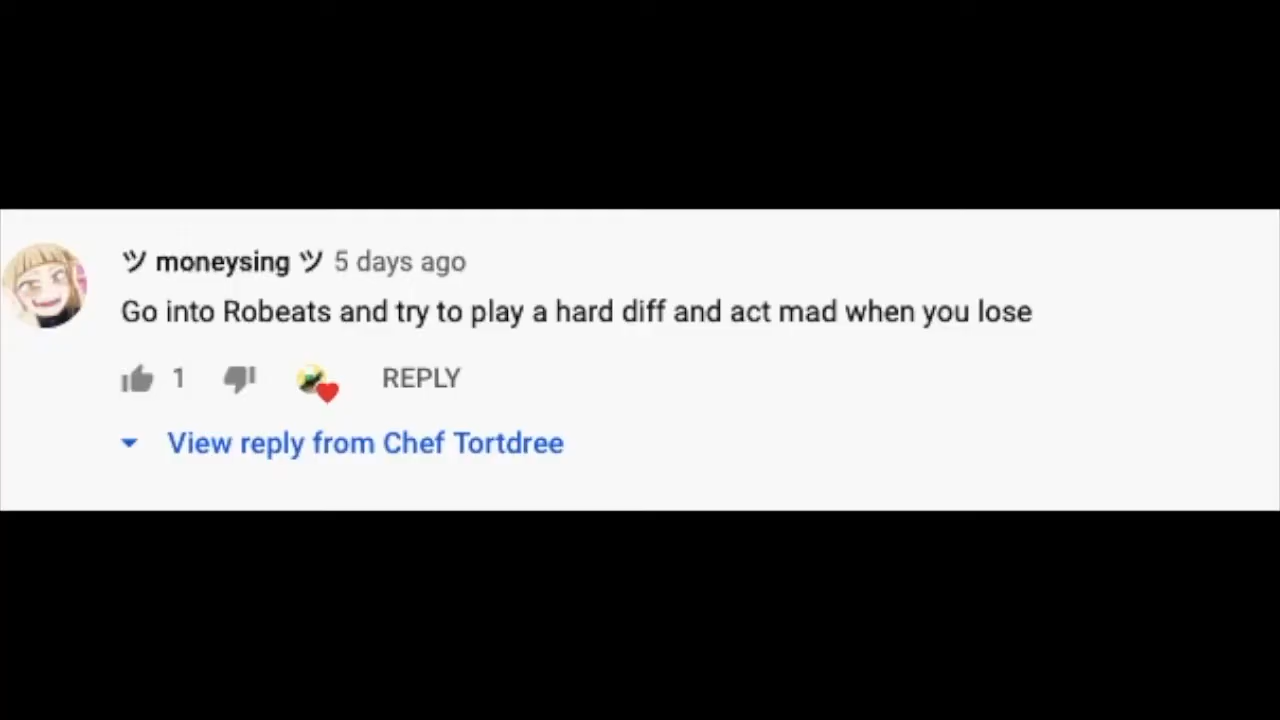 ツ moneysing ツ 5 days ago
Go into Robeats and try to play a hard diff and act mad when you lose
1 REPLY
View reply from Chef Tortdree